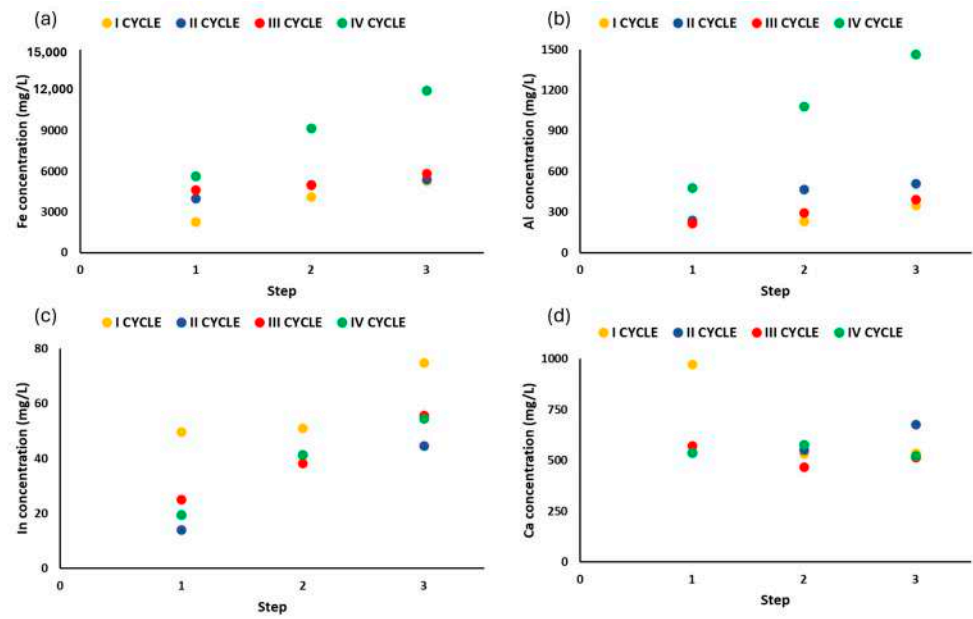 (a)
I CYCLE II CYCLE III CYCLE IV CYCLE
Fe concentration (mg/L)
15,000
12,000
9000
6000
3000
0
0 1 2 3
Step
(b)
I CYCLE II CYCLE III CYCLE IV CYCLE
Al concentration (mg/L)
1500
1200
900
600
300
0
0 1 2 3
Step
(c)
I CYCLE II CYCLE III CYCLE IV CYCLE
In concentration (mg/L)
80
60
40
20
0
0 1 2 3
Step
(d)
I CYCLE II CYCLE III CYCLE IV CYCLE
Ca concentration (mg/L)
1000
750
500
250
0
0 1 2 3
Step